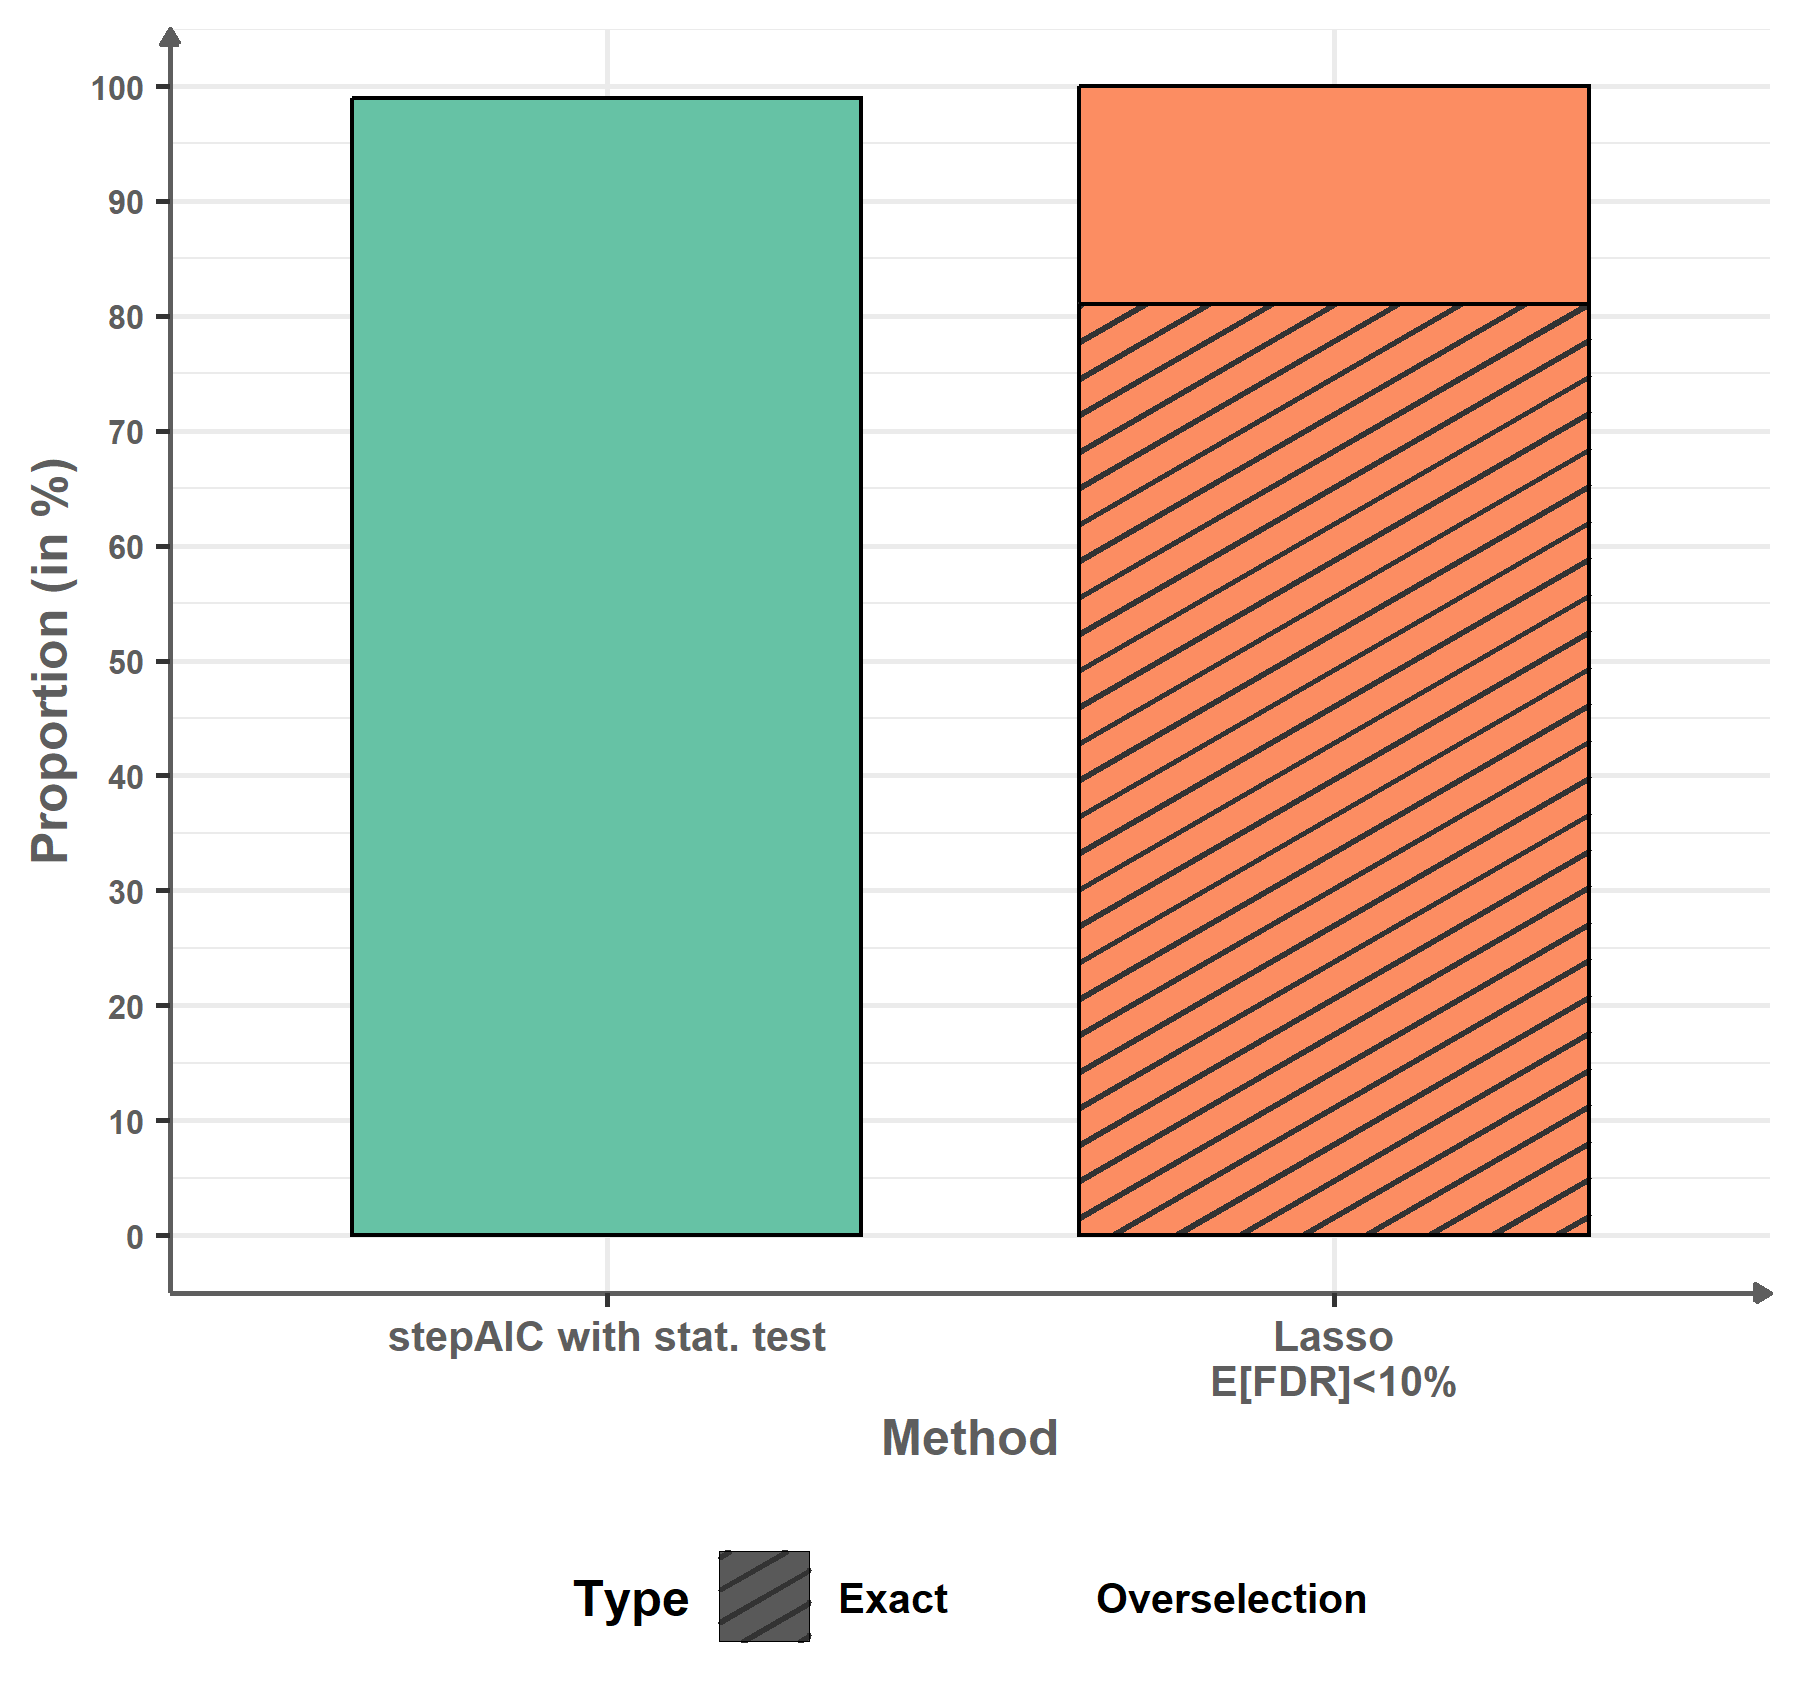 100
90
80
70
60
50
40
30
20
10
0
Proportion (in %)
stepAIC with stat. test
Lasso
E[FDR]<10%
Method
Type
Exact
Overselection